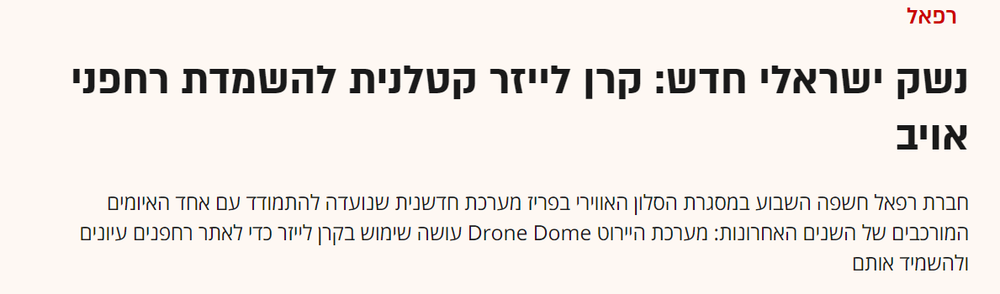 רפאל
נשק ישראלי חדש: קרן לייזר קטלנית להשמדת רחפני
אויב
חברת רפאל חשפה השבוע במסגרת הסלון האווירי בפריז מערכת חדשנית שנועדה להתמודד עם אחד האיומים
המורכבים של השנים האחרונות: מערכת היירוט Drone Dome עושה שימוש בקרן לייזר כדי לאתר רחפנים עיונים
ולהשמיד אותם